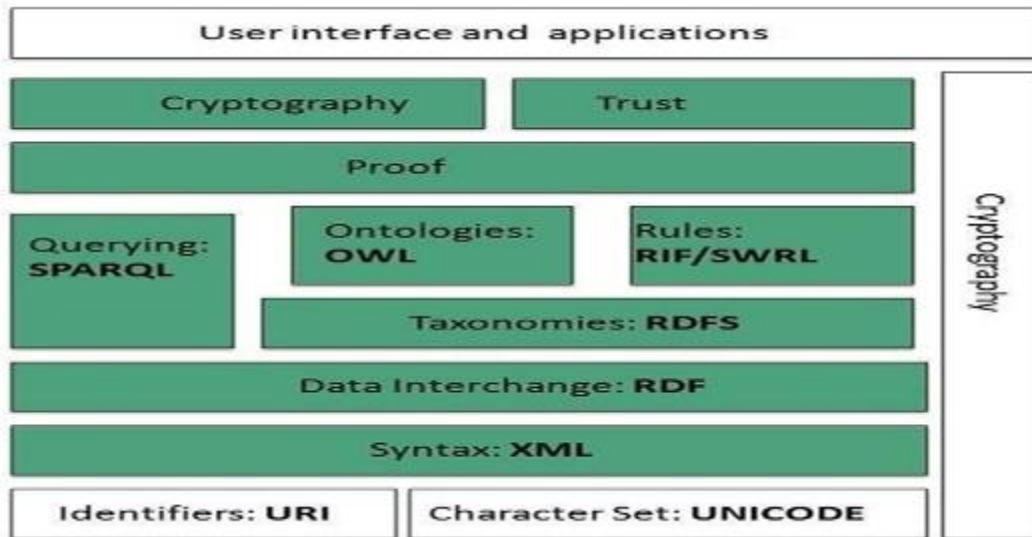 User interface and applications
Cryptography
Trust
Proof
Querying:
SPARQL
Ontologies:
OWL
Rules:
RIF/SWRL
Taxonomies: RDFS
Data Interchange: RDF
Syntax: XML
Identifiers: URI
Character Set: UNICODE
Cryptography